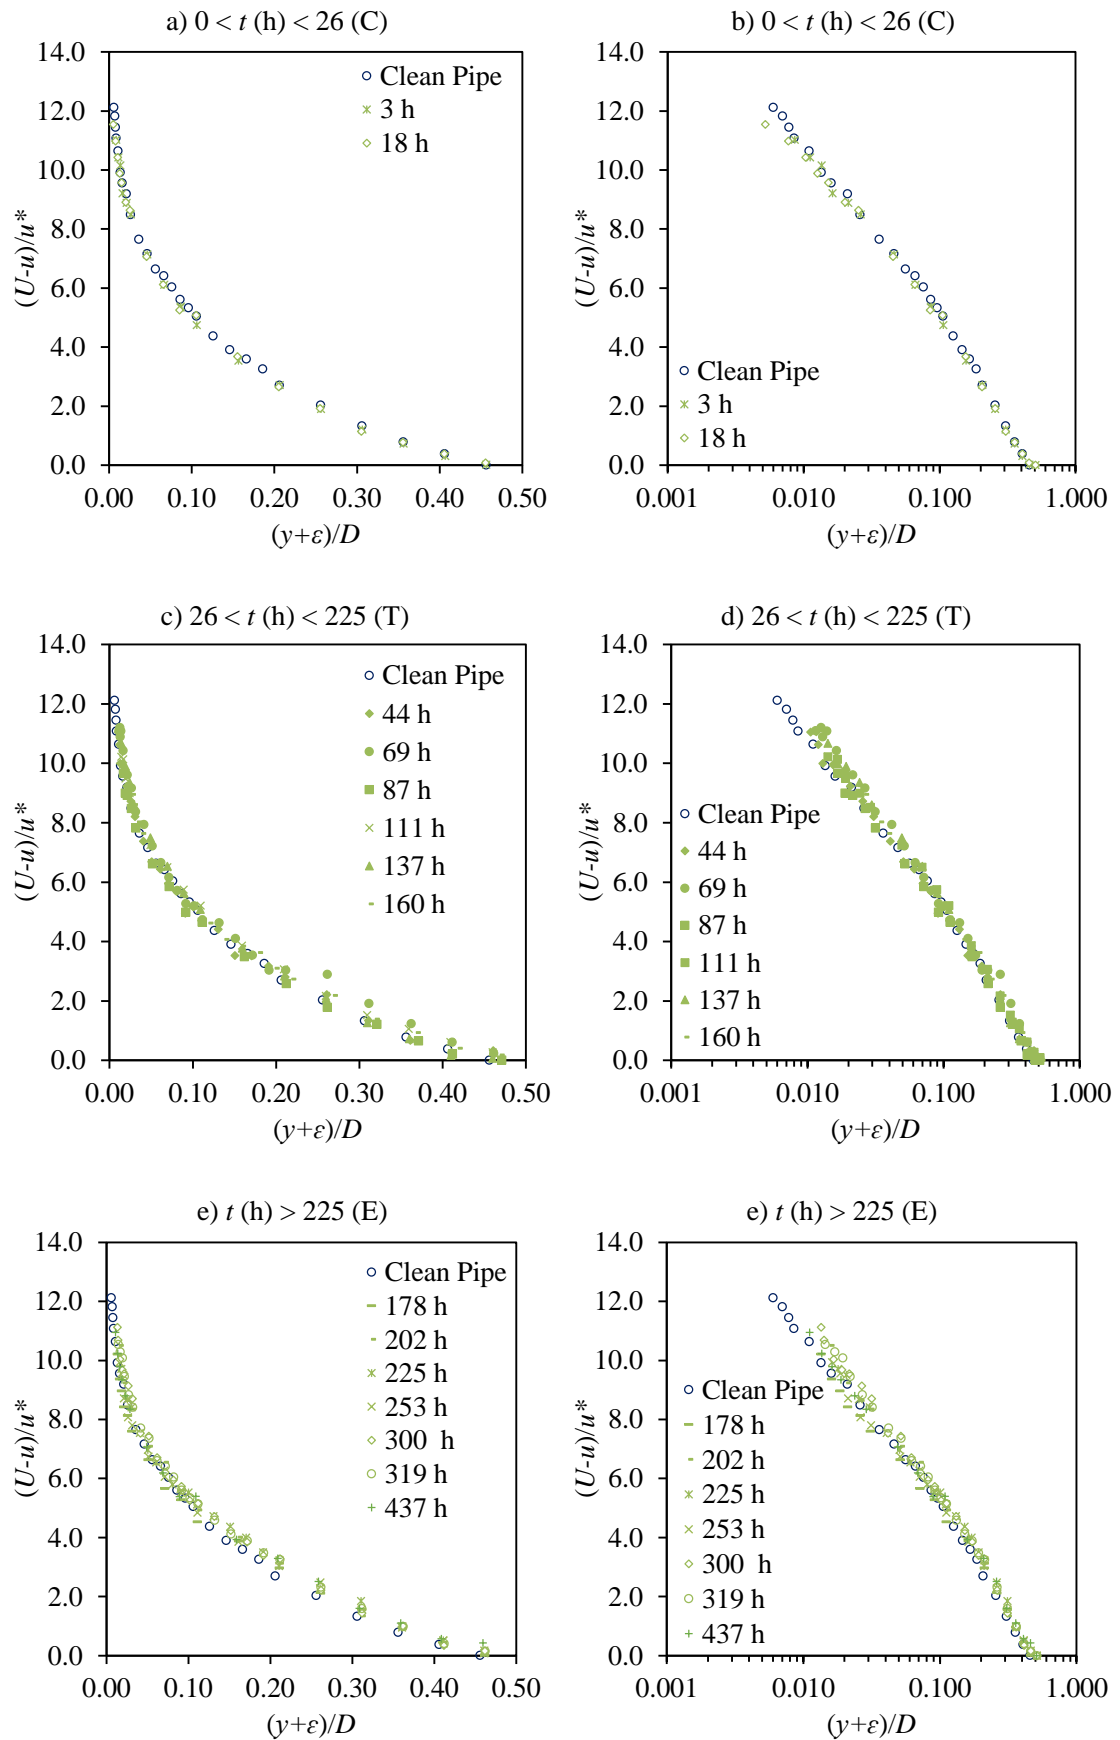 a) 0 < t (h) < 26 (C)
14.0
12.0
10.0
8.0
6.0
4.0
2.0
0.0
(U-u)/u*
Clean Pipe
3 h
18 h
0.00 0.10 0.20 0.30 0.40 0.50
(y+ε)/D
b) 0 < t (h) < 26 (C)
14.0
12.0
10.0
8.0
6.0
4.0
2.0
0.0
(U-u)/u*
Clean Pipe
3 h
18 h
0.001 0.010 0.100 1.000
(y+ε)/D
c) 26 < t (h) < 225 (T)
14.0
12.0
10.0
8.0
6.0
4.0
2.0
0.0
(U-u)/u*
Clean Pipe
44 h
69 h
87 h
111 h
137 h
160 h
0.00 0.10 0.20 0.30 0.40 0.50
(y+ε)/D
d) 26 < t (h) < 225 (T)
14.0
12.0
10.0
8.0
6.0
4.0
2.0
0.0
(U-u)/u*
Clean Pipe
44 h
69 h
87 h
111 h
137 h
160 h
0.001 0.010 0.100 1.000
(y+ε)/D
e) t (h) > 225 (E)
14.0
12.0
10.0
8.0
6.0
4.0
2.0
0.0
(U-u)/u*
Clean Pipe
178 h
202 h
225 h
253 h
300 h
319 h
437 h
0.00 0.10 0.20 0.30 0.40 0.50
(y+ε)/D
e) t (h) > 225 (E)
14.0
12.0
10.0
8.0
6.0
4.0
2.0
0.0
(U-u)/u*
Clean Pipe
178 h
202 h
225 h
253 h
300 h
319 h
437 h
0.001 0.010 0.100 1.000
(y+ε)/D